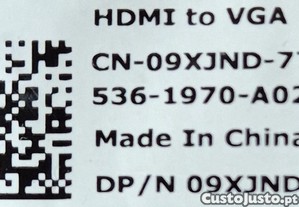 HDMI to VGA
CN-09XJND-7
536-1970-A02
Made In China
DP/N 09XJND
CustoJusto.pt